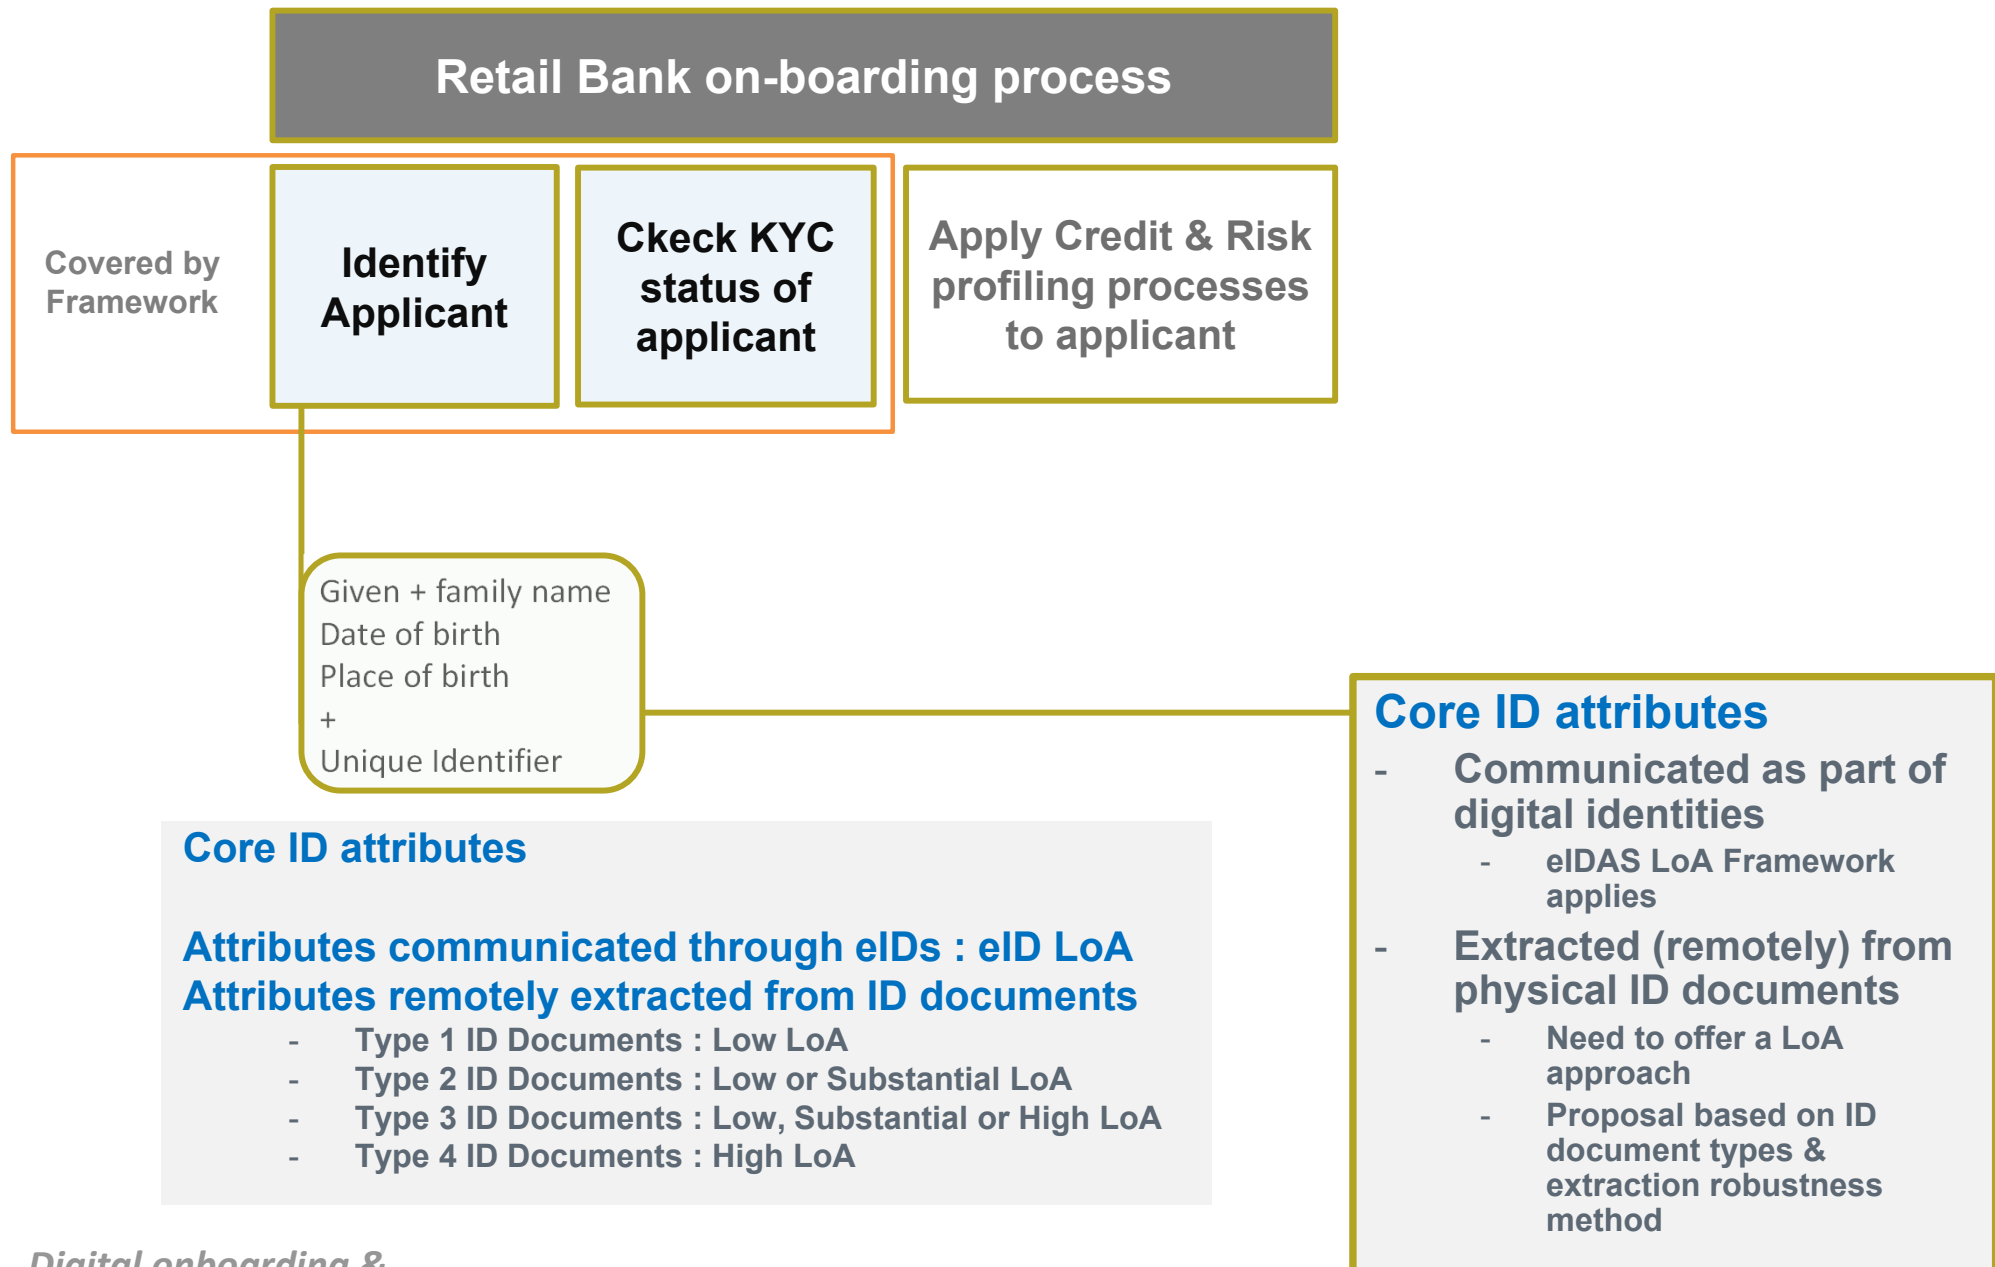 Retail Bank on-boarding process
Covered by
Framework
Identify
Applicant
Ckeck KYC
status of
applicant
Apply Credit & Risk
profiling processes
to applicant
Given + family name
Date of birth
Place of birth
+
Unique Identifier
Core ID attributes
Attributes communicated through eIDs : eID LoA
Attributes remotely extracted from ID documents
- Type 1 ID Documents : Low LoA
- Type 2 ID Documents : Low or Substantial LoA
- Type 3 ID Documents : Low, Substantial or High LoA
- Type 4 ID Documents : High LoA
Core ID attributes
- Communicated as part of
digital identities
- eIDAS LoA Framework
applies
- Extracted (remotely) from
physical ID documents
- Need to offer a LoA
approach
- Proposal based on ID
document types &
extraction robustness
method
Digital onboarding &